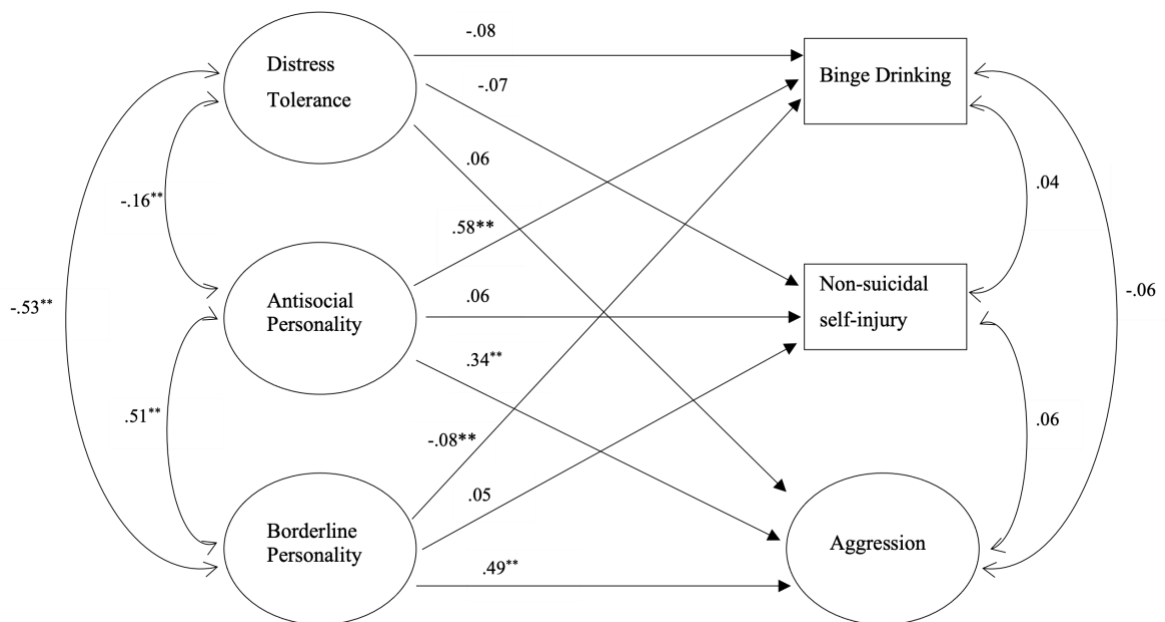 -.08
Distress
Tolerance
Binge Drinking
-.07
.06
-.16**
.04
.58**
Non-suicidal
self-injury
Antisocial
Personality
.06
-.53**
-.06
.34**
.51**
.06
-.08**
.05
Borderline
Personality
Aggression
.49**